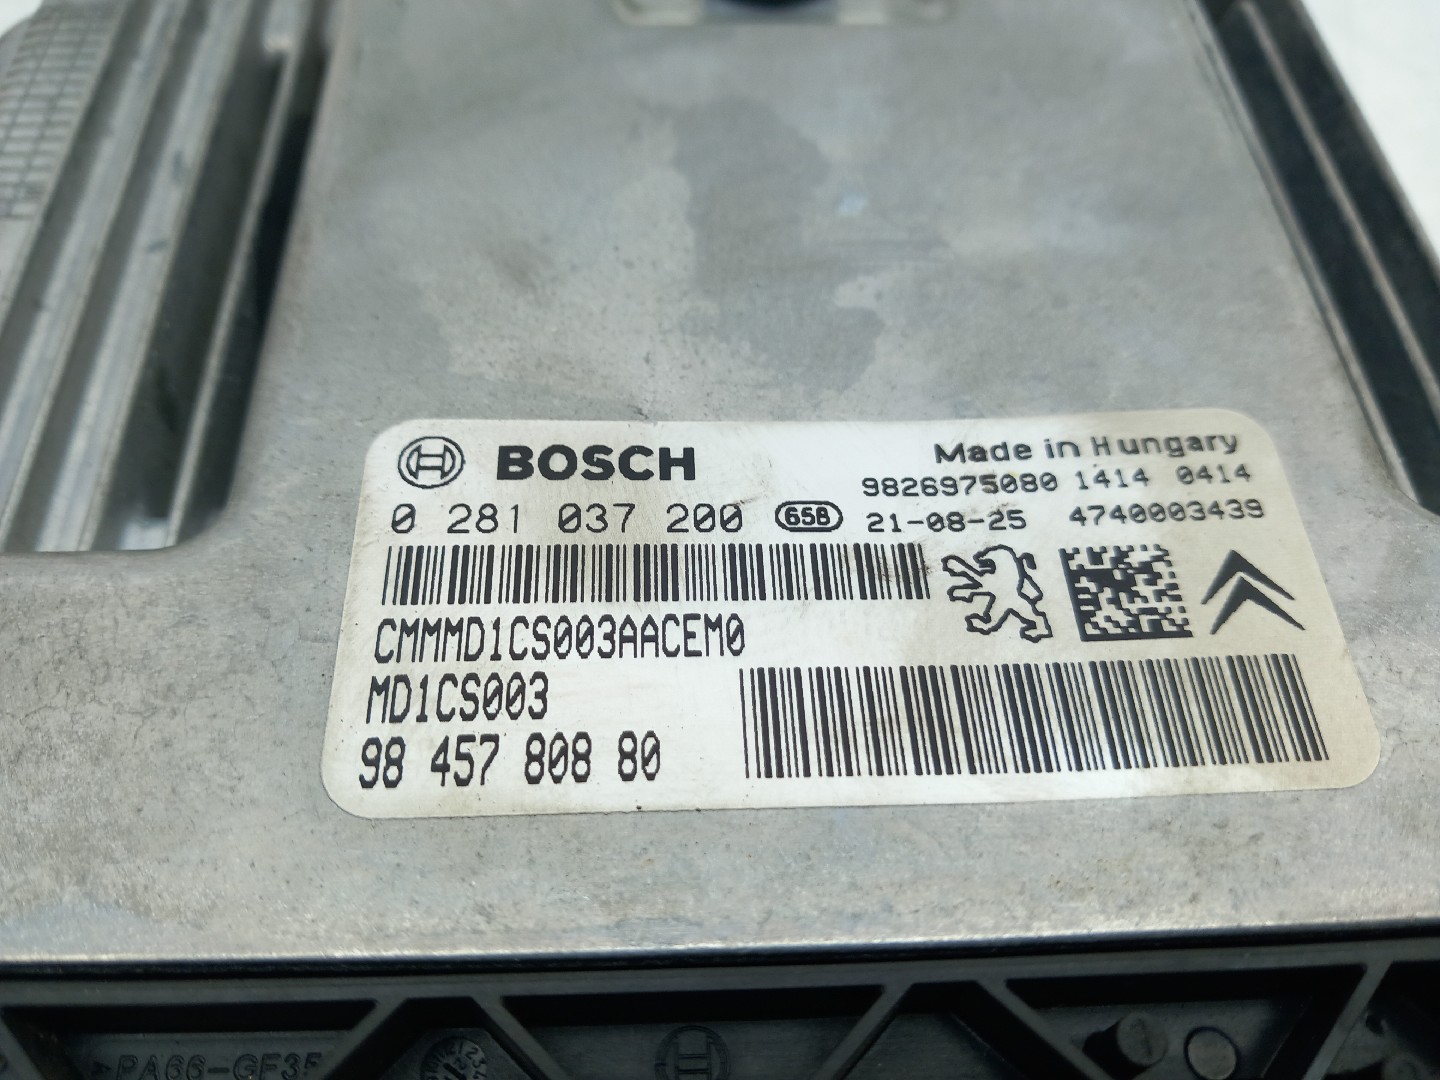 BOSCH
Made in Hungary
9826975080 1414 0414
0 281 037 200 658 21-08-25 4740003439
CMMMD1CS003AACEM0
MD1CS003
98 457 808 80
>PA66-GF35